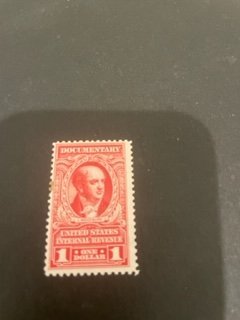 DOCUMENTARY
UNITED STATES
INTERNAL REVENUE
1 ONE 1
DOLLAR